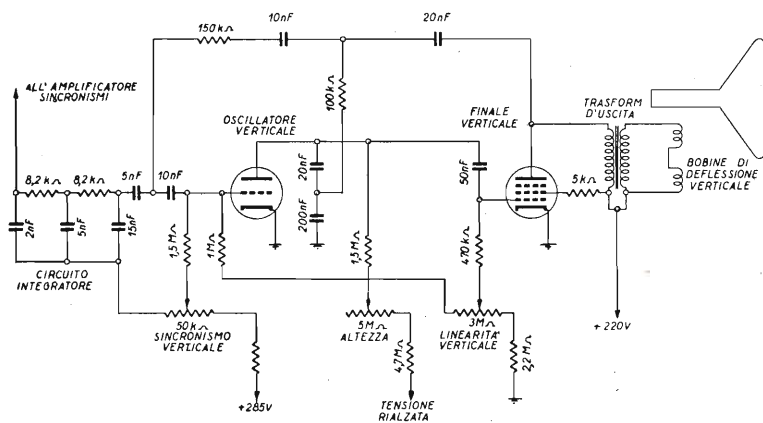 10nF
20nF
150kΩ
ALL'AMPLIFICATORE
SINCRONISMI
100kΩ
OSCILLATORE
VERTICALE
FINALE
VERTICALE
TRASFORM
D'USCITA
BOBINE DI
DEFLESSIONE
VERTICALE
8,2kΩ
8,2kΩ
5nF
10nF
20nF
50nF
5kΩ
2nF
5nF
15nF
200nF
1,5MΩ
1MΩ
1,5MΩ
470kΩ
CIRCUITO
INTEGRATORE
50kΩ
SINCRONISMO
VERTICALE
5MΩ
ALTEZZA
3MΩ
LINEARITA'
VERTICALE
+220V
4,7MΩ
2,2MΩ
+285V
TENSIONE
RIALZATA